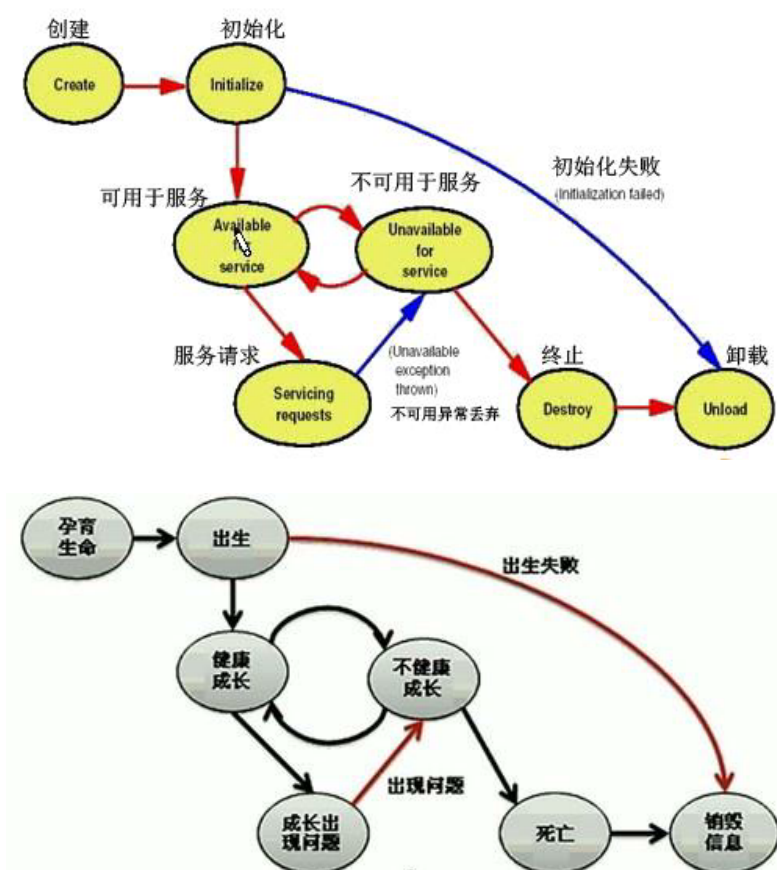 创建
初始化
Create
Initialize
初始化失败
(Initialization failed)
可用于服务
不可用于服务
Available
for
service
Unavailable
for
service
服务请求
(Unavailable
exception
thrown)
不可用异常丢弃
终止
卸载
Servicing
requests
Destroy
Unload
孕育
生命
出生
出生失败
健康
成长
不健康
成长
出现问题
成长出
现问题
死亡
销毁
信息